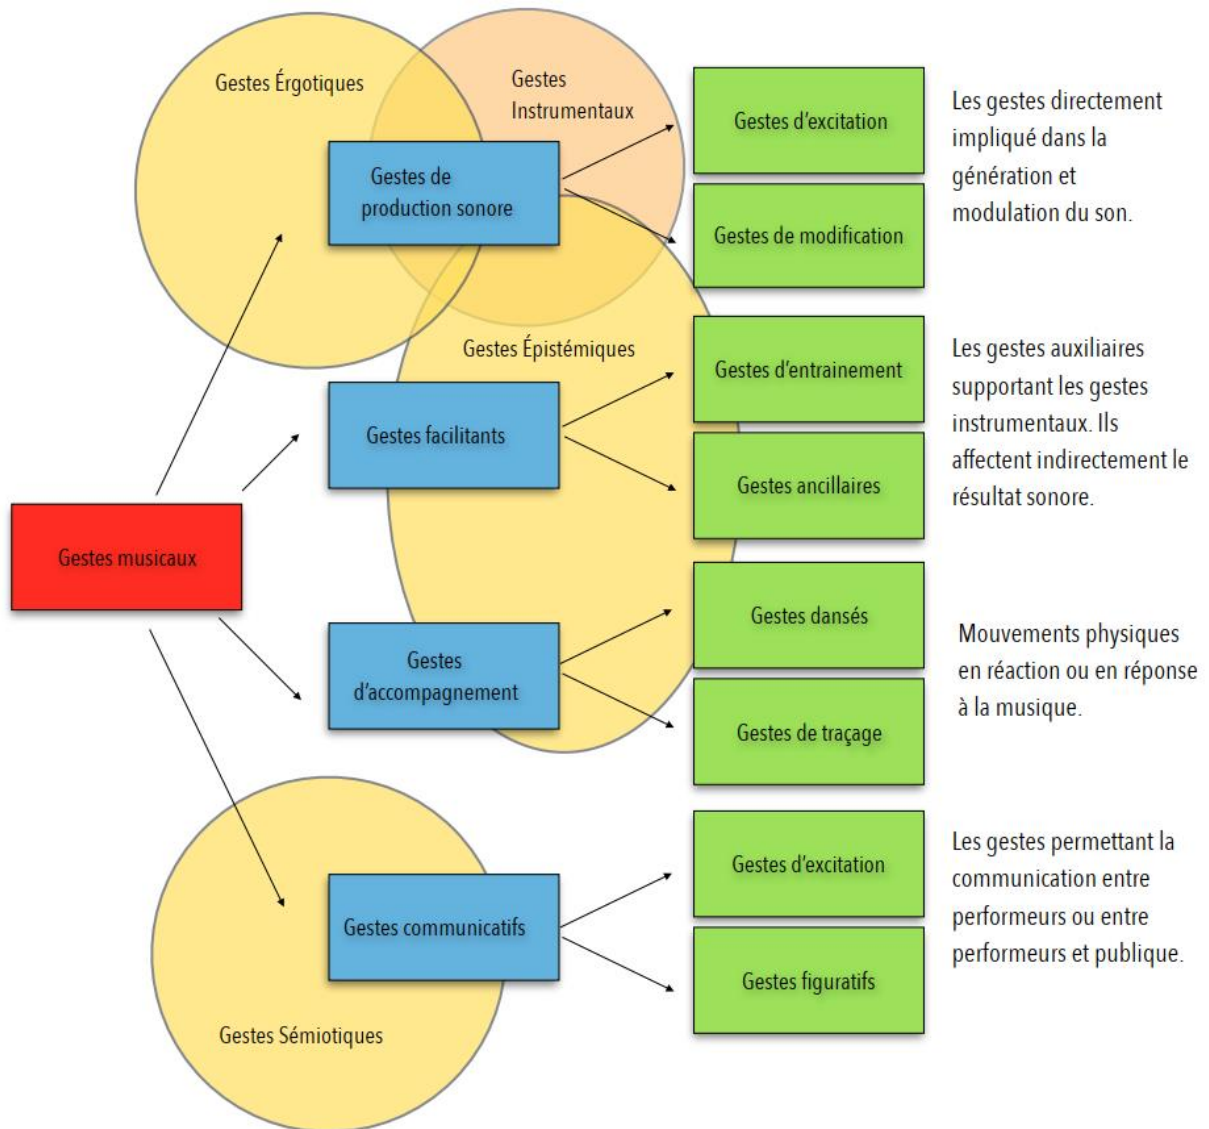 Gestes Érgotiques
Gestes
Instrumentaux
Gestes de
production sonore
Gestes d'excitation
Gestes de modification
Les gestes directement
impliqué dans la
génération et
modulation du son.
Gestes Épistémiques
Gestes facilitants
Gestes d'entrainement
Gestes ancillaires
Les gestes auxiliaires
supportant les gestes
instrumentaux. Ils
affectent indirectement le
résultat sonore.
Gestes musicaux
Gestes
d'accompagnement
Gestes dansés
Gestes de traçage
Mouvements physiques
en réaction ou en réponse
à la musique.
Gestes communicatifs
Gestes d'excitation
Gestes figuratifs
Les gestes permettant la
communication entre
performeurs ou entre
performeurs et publique.
Gestes Sémiotiques